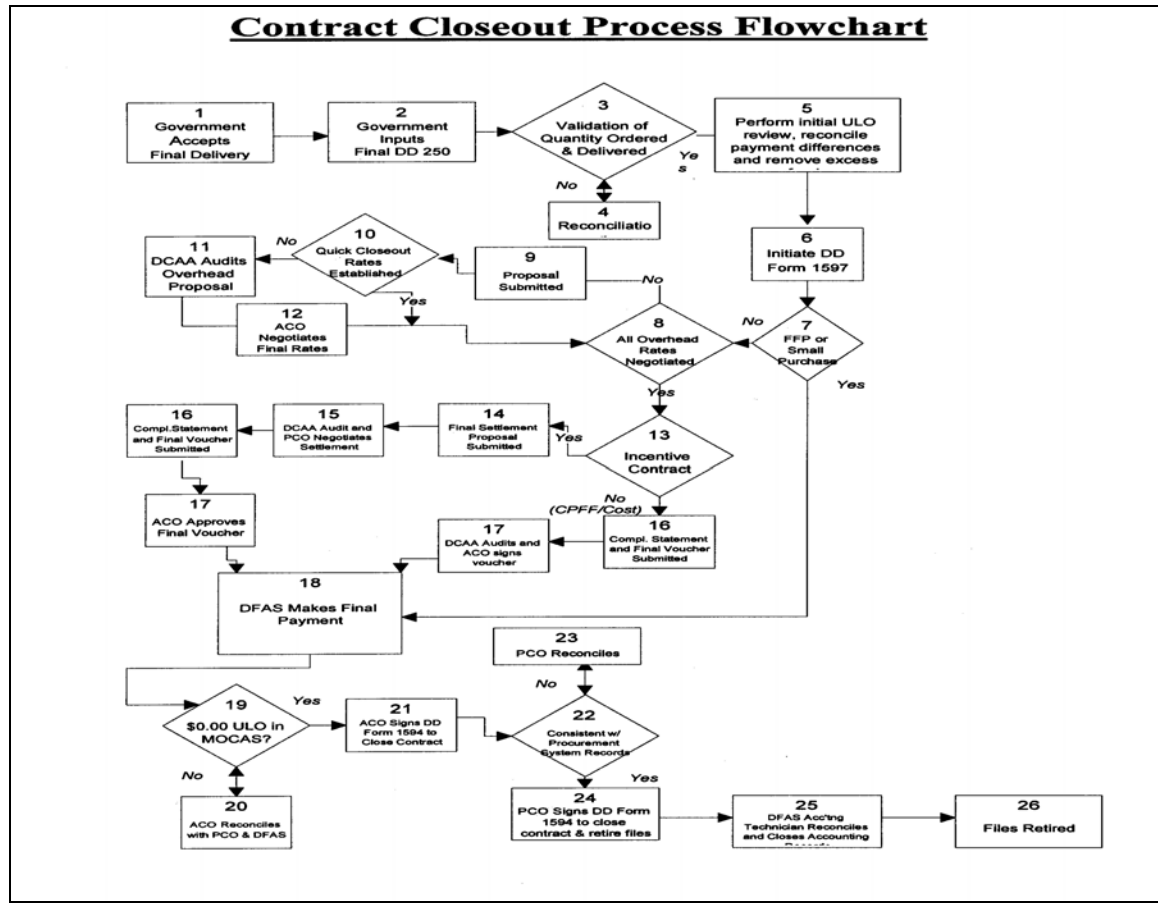 Contract Closeout Process Flowchart
1
Government
Accepts
Final Delivery
2
Government
Inputs
Final DD 250
3
Validation of
Quantity Ordered
& Delivered
Ye
s
No
4
Reconciliatio
5
Perform initial ULO
review, reconcile
payment differences
and remove excess
6
Initiate DD
Form 1597
7
FFP or
Small
Purchase
No
Yes
8
All Overhead
Rates
Negotiated
No
Yes
9
Proposal
Submitted
10
Quick Closeout
Rates
Established
No
Yes
11
DCAA Audits
Overhead
Proposal
12
ACO
Negotiates
Final Rates
13
Incentive
Contract
Yes
No
(CPFF/Cost)
14
Final Settlement
Proposal
Submitted
15
DCAA Audit and
PCO Negotiates
Settlement
16
Compl.Statement
and Final Voucher
Submitted
17
ACO Approves
Final Voucher
16
Compl. Statement
and Final Voucher
Submitted
17
DCAA Audits and
ACO signs
voucher
18
DFAS Makes Final
Payment
19
$0.00 ULO in
MOCAS?
Yes
No
20
ACO Reconciles
with PCO & DFAS
21
ACO Signs DD
Form 1594 to
Close Contract
22
Consistent w/
Procurement
System Records
No
Yes
23
PCO Reconciles
24
PCO Signs DD Form
1594 to close
contract & retire files
25
DFAS Acc'tng
Technician Reconciles
and Closes Accounting
26
Files Retired